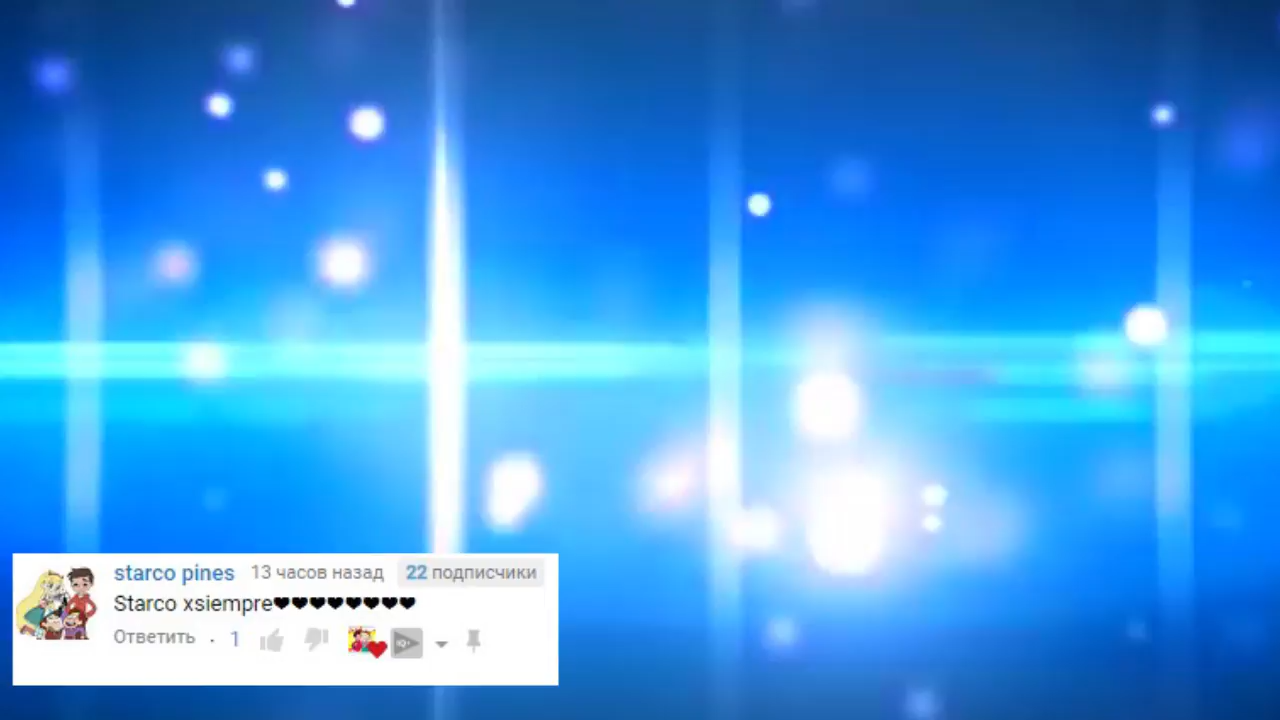 starco pines 13 часов назад 22 подписчики
Starco xsiempre❤❤❤❤❤❤❤❤
Ответить · 1